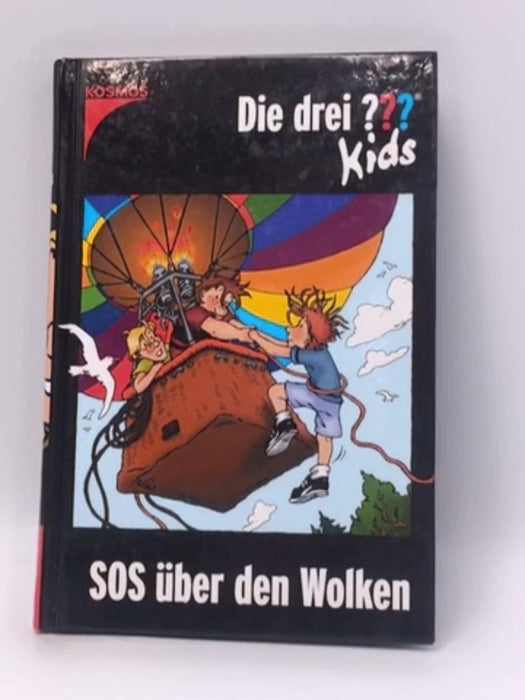 KOSMOS
Die drei ???®
Kids
SOS über den Wolken